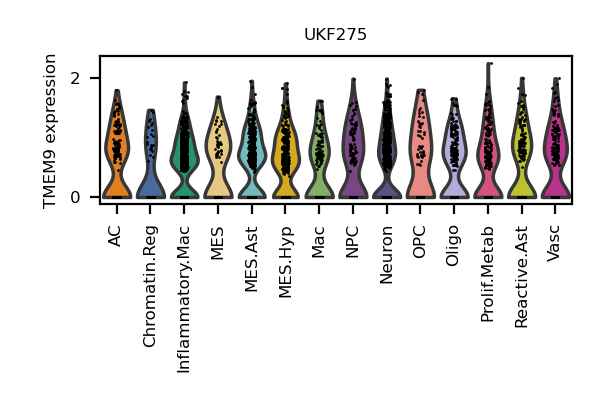 UKF275
TMEM9 expression
2
0
AC
Chromatin.Reg
Inflammatory.Mac
MES
MES.Ast
MES.Hyp
Mac
NPC
Neuron
OPC
Oligo
Prolif.Metab
Reactive.Ast
Vasc